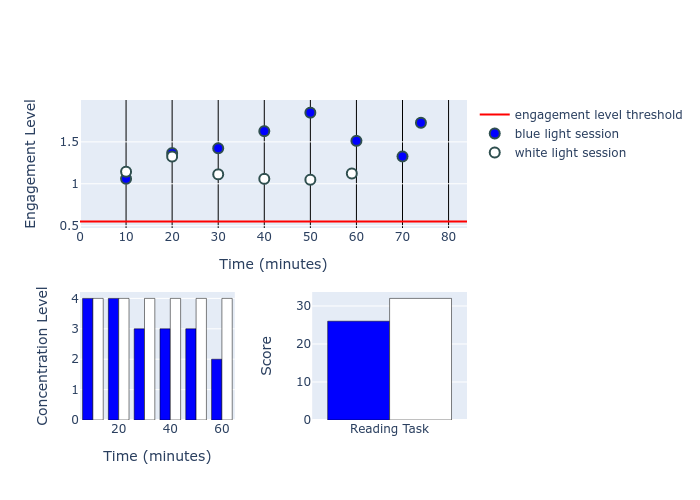 Engagement Level
1.5
1
0.5
0 10 20 30 40 50 60 70 80
Time (minutes)
engagement level threshold
blue light session
white light session
Concentration Level
4
3
2
1
0
20 40 60
Time (minutes)
Score
30
20
10
0
Reading Task